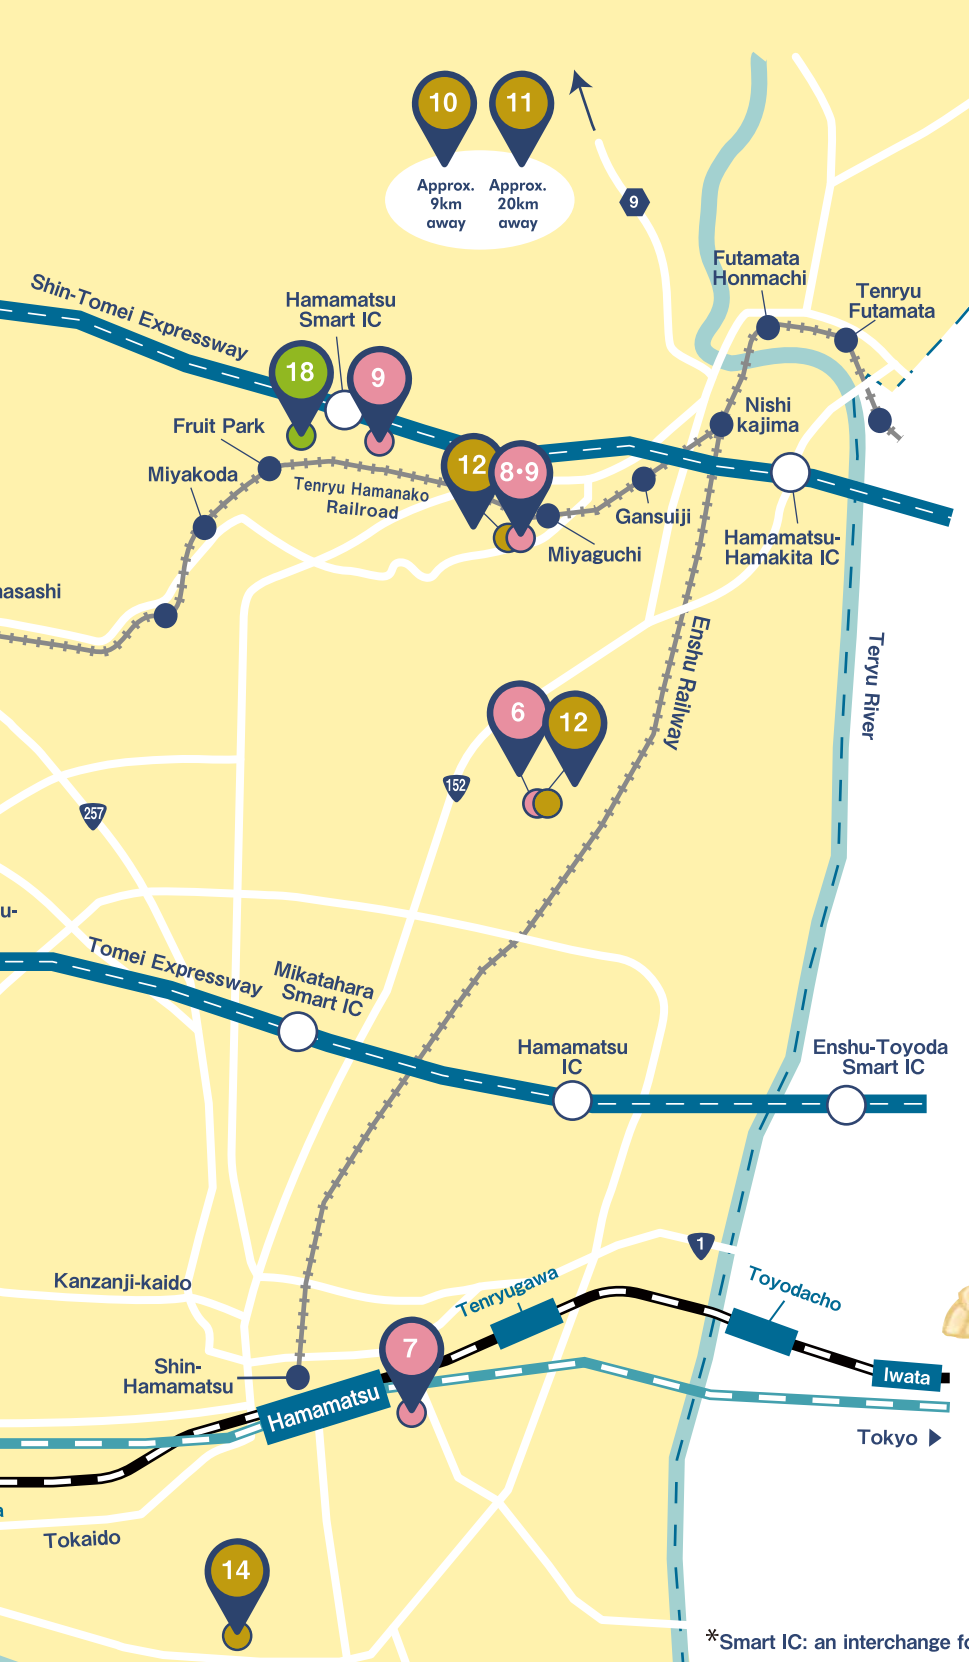 10
11
Approx.
9km
away
Approx.
20km
away
9
Futamata
Honmachi
Tenryu
Futamata
Shin-Tomei Expressway
Hamamatsu
Smart IC
18
9
Fruit Park
Nishi
kajima
12
8•9
Miyakoda
Tenryu Hamanako
Railroad
Gansuiji
Miyaguchi
Hamamatsu-
Hamakita IC
nasashi
Enshu Railway
Teryu River
6
12
152
257
u-
Tomei Expressway
Mikatahara
Smart IC
Hamamatsu
IC
Enshu-Toyoda
Smart IC
1
Kanzanji-kaido
Tenryugawa
Toyodacho
7
Shin-
Hamamatsu
Hamamatsu
Iwata
Tokyo
a
Tokaido
14
*Smart IC: an interchange fo